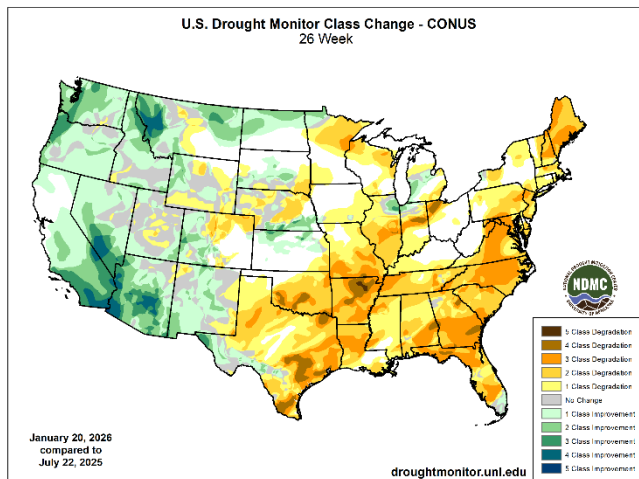 U.S. Drought Monitor Class Change - CONUS
26 Week
NDMC
5 Class Degradation
4 Class Degradation
3 Class Degradation
2 Class Degradation
1 Class Degradation
No Change
1 Class Improvement
2 Class Improvement
3 Class Improvement
4 Class Improvement
5 Class Improvement
January 20, 2026
compared to
July 22, 2025
droughtmonitor.unl.edu